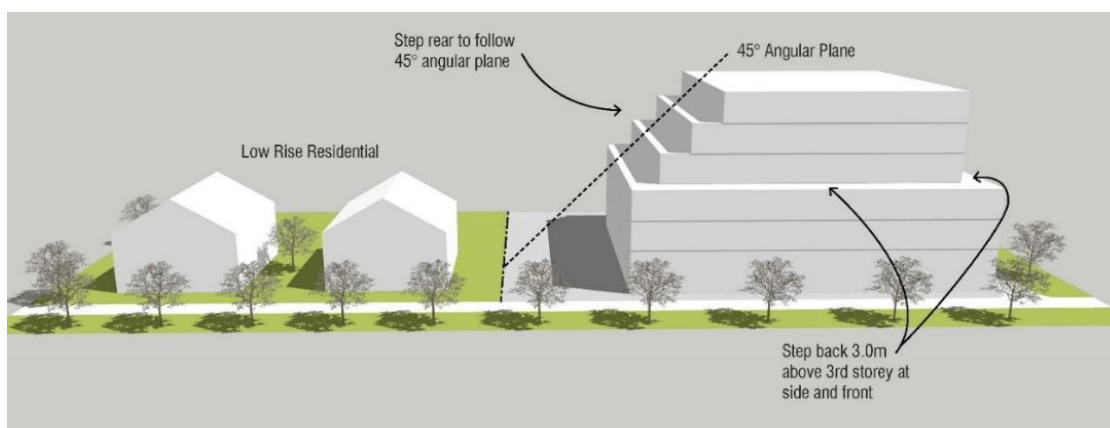 Step rear to follow
45° angular plane
45° Angular Plane
Low Rise Residential
Step back 3.0m
above 3rd storey at
side and front